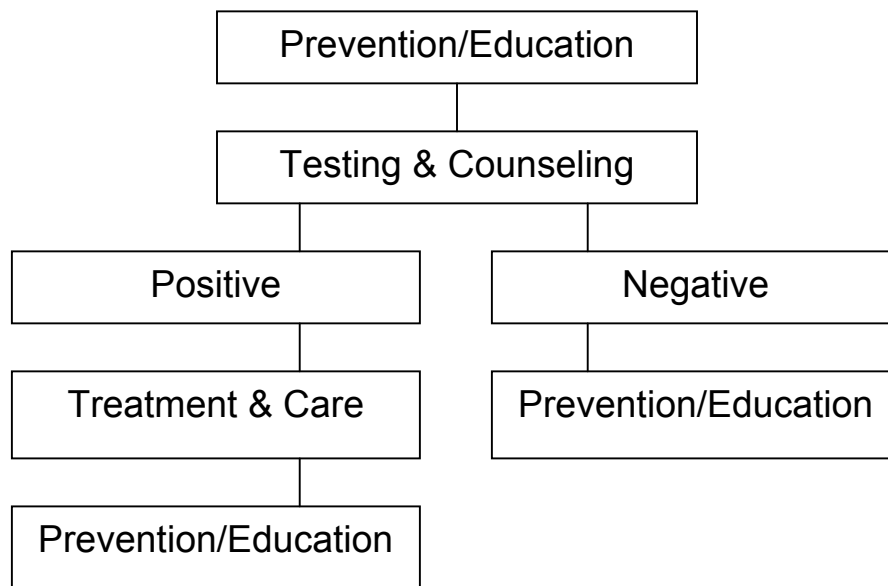 Prevention/Education
Testing & Counseling
Positive
Negative
Treatment & Care
Prevention/Education
Prevention/Education